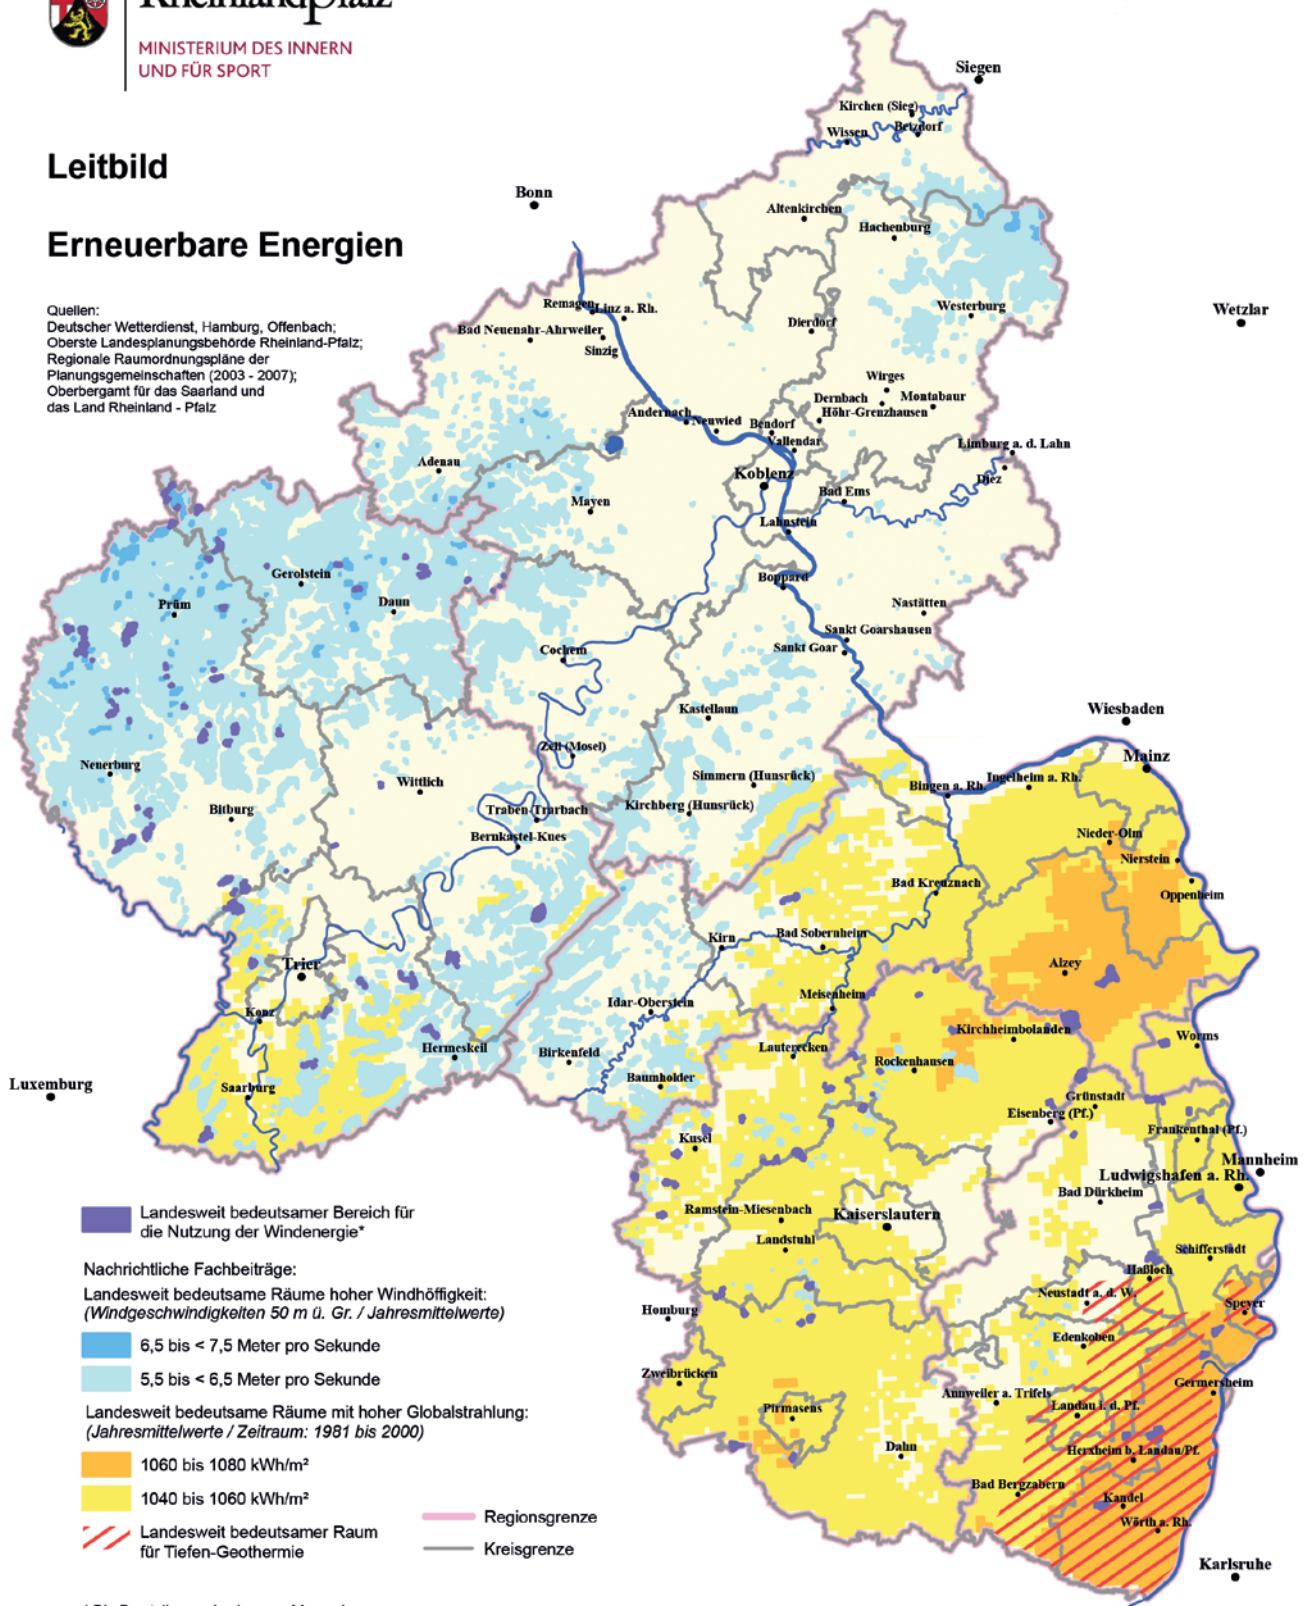 RheinlandPfalz
MINISTERIUM DES INNERN
UND FÜR SPORT
Leitbild
Erneuerbare Energien
Quellen:
Deutscher Wetterdienst, Hamburg, Offenbach;
Oberste Landesplanungsbehörde Rheinland-Pfalz;
Regionale Raumordnungspläne der
Planungsgemeinschaften (2003 - 2007);
Oberbergamt für das Saarland und
das Land Rheinland - Pfalz
Siegen
Kirchen (Sieg)
Betzdorf
Wissen
Bonn
Altenkirchen
Hachenburg
Remagen
Linz a. Rh.
Westerburg
Wetzlar
Bad Neuenahr-Ahrweiler
Dierdorf
Sinzig
Wirges
Dernbach
Montabaur
Andernach
Höhr-Grenzhausen
Neuwied
Bendorf
Vallendar
Limburg a. d. Lahn
Adenau
Koblenz
Diez
Mayen
Bad Ems
Lahnstein
Gerolstein
Boppard
Prüm
Daun
Nastätten
Sankt Goarshausen
Cochem
Sankt Goar
Kastellaun
Wiesbaden
Zell (Mosel)
Mainz
Neuerburg
Wittlich
Simmern (Hunsrück)
Ingelheim a. Rh.
Bingen a. Rh.
Bitburg
Traben-Trarbach
Kirchberg (Hunsrück)
Bernkastel-Kues
Nieder-Olm
Nierstein
Bad Kreuznach
Oppenheim
Kirn
Bad Sobernheim
Trier
Alzey
Idar-Oberstein
Meisenheim
Konz
Kirchheimbolanden
Worms
Hermeskeil
Birkenfeld
Lauterecken
Rockenhausen
Luxemburg
Saarburg
Baumholder
Grünstadt
Eisenberg (Pf.)
Kusel
Frankenthal (Pf.)
Mannheim
Ludwigshafen a. Rh.
Bad Dürkheim
Ramstein-Miesenbach
Kaiserslautern
Landstuhl
Schifferstadt
Haßloch
Neustadt a. d. W.
Homburg
Speyer
Edenkoben
Zweibrücken
Germersheim
Annweiler a. Trifels
Pirmasens
Landau i. d. Pf.
Dahn
Herxheim b. Landau/Pf.
Bad Bergzabern
Kandel
Wörth a. Rh.
Karlsruhe
Landesweit bedeutsamer Bereich für
die Nutzung der Windenergie*
Nachrichtliche Fachbeiträge:
Landesweit bedeutsame Räume hoher Windhöffigkeit:
(Windgeschwindigkeiten 50 m ü. Gr. / Jahresmittelwerte)
6,5 bis < 7,5 Meter pro Sekunde
5,5 bis < 6,5 Meter pro Sekunde
Landesweit bedeutsame Räume mit hoher Globalstrahlung:
(Jahresmittelwerte / Zeitraum: 1981 bis 2000)
1060 bis 1080 kWh/m²
1040 bis 1060 kWh/m²
Landesweit bedeutsamer Raum
für Tiefen-Geothermie
Regionsgrenze
Kreisgrenze